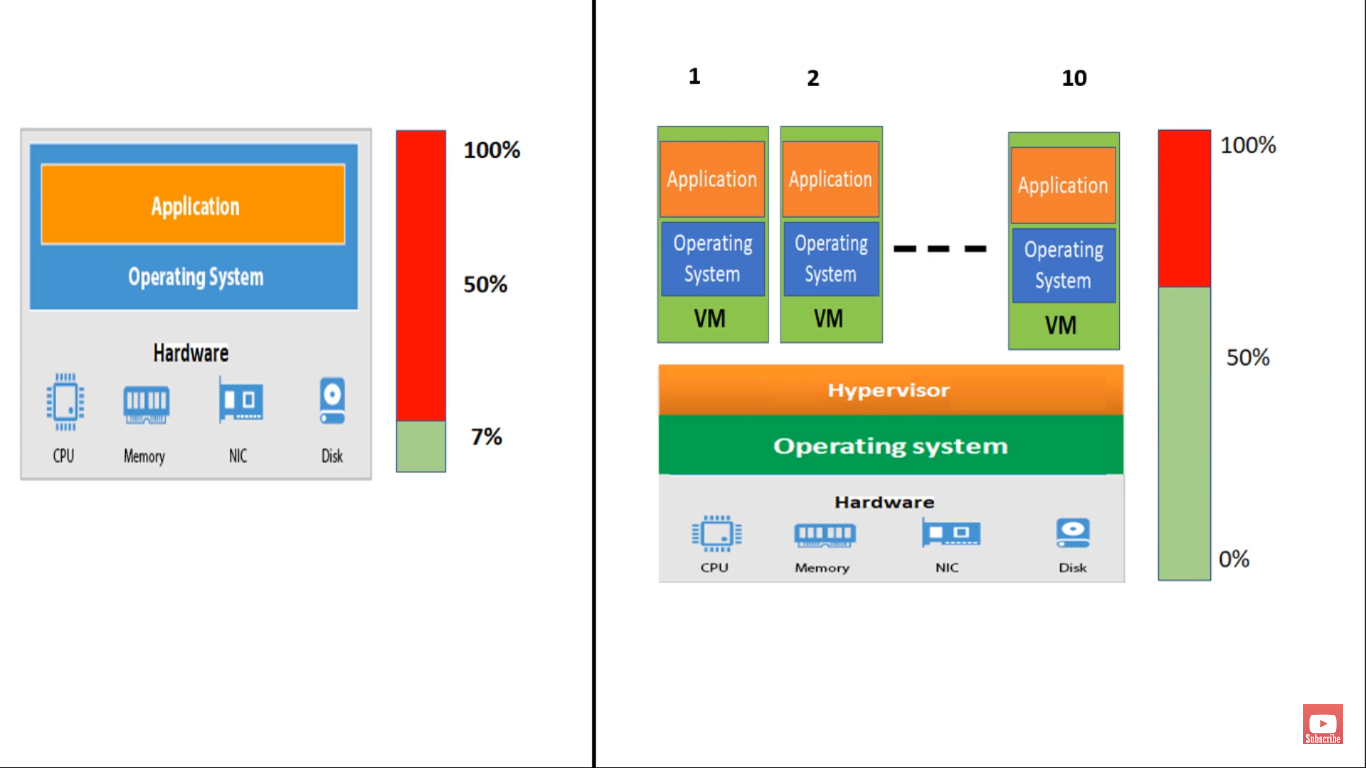 Application
Operating System
Hardware
CPU Memory NIC Disk
100%
50%
7%
1 2 10
Application Application Application
Operating System Operating System Operating System
VM VM VM
Hypervisor
Operating system
Hardware
CPU Memory NIC Disk
100%
50%
0%
Subscribe